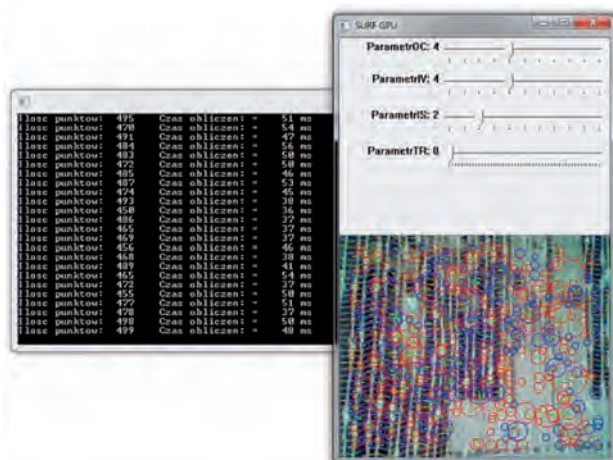 Ilosc punktow: 495 Czas obliczen: = 51 ms
Ilosc punktow: 470 Czas obliczen: = 54 ms
Ilosc punktow: 491 Czas obliczen: = 47 ms
Ilosc punktow: 484 Czas obliczen: = 56 ms
Ilosc punktow: 483 Czas obliczen: = 50 ms
Ilosc punktow: 472 Czas obliczen: = 50 ms
Ilosc punktow: 485 Czas obliczen: = 46 ms
Ilosc punktow: 487 Czas obliczen: = 53 ms
Ilosc punktow: 474 Czas obliczen: = 45 ms
Ilosc punktow: 493 Czas obliczen: = 38 ms
Ilosc punktow: 450 Czas obliczen: = 36 ms
Ilosc punktow: 486 Czas obliczen: = 37 ms
Ilosc punktow: 465 Czas obliczen: = 37 ms
Ilosc punktow: 469 Czas obliczen: = 37 ms
Ilosc punktow: 456 Czas obliczen: = 46 ms
Ilosc punktow: 468 Czas obliczen: = 38 ms
Ilosc punktow: 489 Czas obliczen: = 41 ms
Ilosc punktow: 465 Czas obliczen: = 54 ms
Ilosc punktow: 472 Czas obliczen: = 37 ms
Ilosc punktow: 455 Czas obliczen: = 50 ms
Ilosc punktow: 477 Czas obliczen: = 51 ms
Ilosc punktow: 478 Czas obliczen: = 37 ms
Ilosc punktow: 498 Czas obliczen: = 50 ms
Ilosc punktow: 499 Czas obliczen: = 48 ms
SURF GPU
ParametrOC: 4
ParametrIV: 4
ParametrIS: 2
ParametrTR: 0